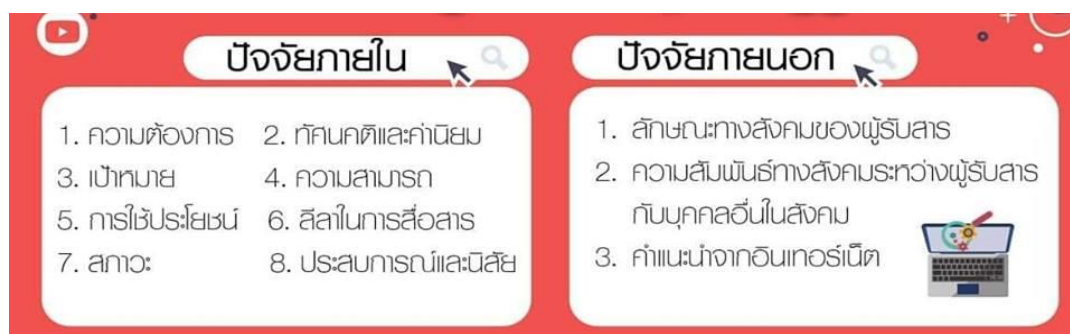 ปัจจัยภายใน
1. ความต้องการ 2. ทัศนคติและค่านิยม
3. เป้าหมาย 4. ความสามารถ
5. การใช้ประโยชน์ 6. ลีลาในการสื่อสาร
7. สภาวะ 8. ประสบการณ์และนิสัย
ปัจจัยภายนอก
1. ลักษณะทางสังคมของผู้รับสาร
2. ความสัมพันธ์ทางสังคมระหว่างผู้รับสาร
กับบุคคลอื่นในสังคม
3. คำแนะนำจากอินเทอร์เน็ต